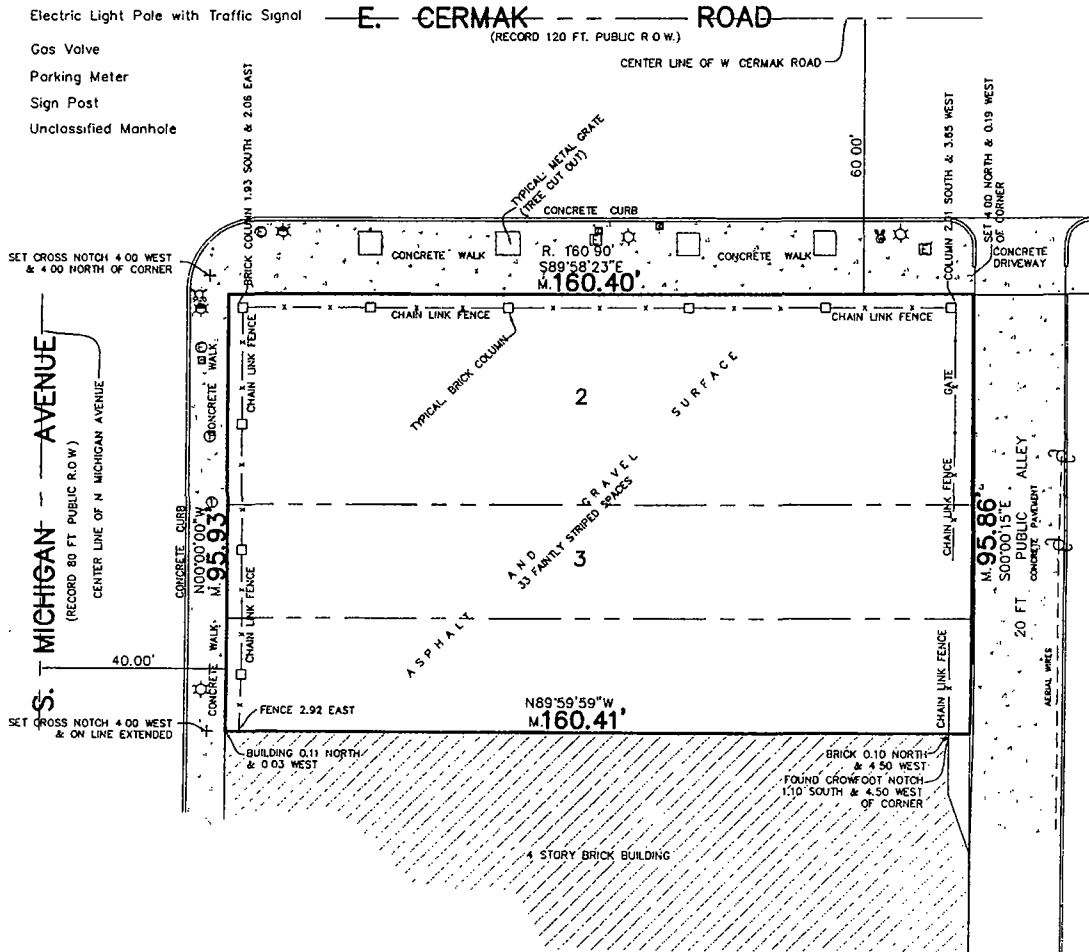 Electric Light Pole with Traffic Signal
Gas Valve
Parking Meter
Sign Post
Unclassified Manhole
E. CERMAK ROAD
(RECORD 120 FT. PUBLIC R O W.)
CENTER LINE OF W CERMAK ROAD
60.00'
BRICK COLUMN 1.93 SOUTH & 2.06 EAST
TYPICAL: METAL GRATE
(TREE CUT OUT)
COLUMN 2.11 SOUTH & 3.65 WEST
SET 4.00 NORTH & 0.19 WEST
OF CORNER
CONCRETE CURB
SET CROSS NOTCH 4.00 WEST
& 4.00 NORTH OF CORNER
CONCRETE WALK
R. 160 90'
S89°58'23"E
M. 160.40'
CONCRETE WALK
CONCRETE
DRIVEWAY
CHAIN LINK FENCE
CHAIN LINK FENCE
CHAIN LINK FENCE
TYPICAL: BRICK COLUMN
S. MICHIGAN AVENUE
(RECORD 80 FT PUBLIC R.O.W)
CENTER LINE OF N MICHIGAN AVENUE
CONCRETE CURB
CONCRETE WALK
N00°00'00"W
M. 95.93'
2
SURFACE
GATE
ASPHALT AND GRAVEL
33 FAINTLY STRIPED SPACES
3
CHAIN LINK FENCE
M. 95.86'
S00°00'15"E
20 FT PUBLIC ALLEY
CONCRETE PAVEMENT
AERIAL WIRES
CHAIN LINK FENCE
CONCRETE WALK
40.00'
SET CROSS NOTCH 4 00 WEST
& ON LINE EXTENDED
FENCE 2.92 EAST
N89°59'59"W
M. 160.41'
CHAIN LINK FENCE
BUILDING 0.11 NORTH
& 0.03 WEST
BRICK 0.10 NORTH
& 4.50 WEST
FOUND CROWFOOT NOTCH
1.10 SOUTH & 4.50 WEST
OF CORNER
4 STORY BRICK BUILDING